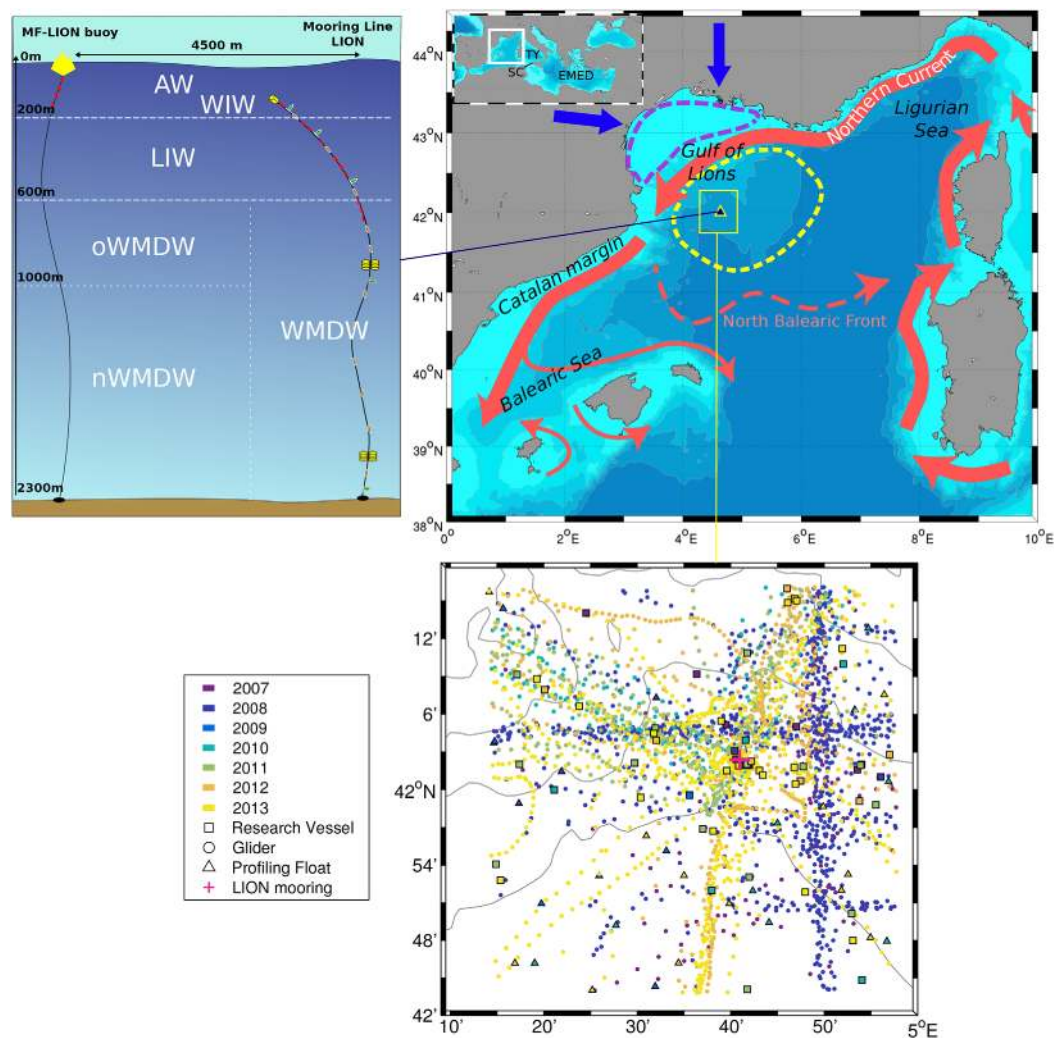 MF-LION buoy
Mooring Line
LION
4500 m
0m
AW
WIW
200m
LIW
600m
oWMDW
1000m
WMDW
nWMDW
2300m
44°N
43°N
42°N
41°N
40°N
39°N
38°N
0°
2°E
4°E
6°E
8°E
10°E
TY
SC
EMED
Northern Current
Ligurian
Sea
Gulf of
Lions
Catalan margin
North Balearic Front
Balearic Sea
2007
2008
2009
2010
2011
2012
2013
Research Vessel
Glider
Profiling Float
LION mooring
12'
6'
42°N
54'
48'
42'
10'
20'
30'
40'
50'
5°E